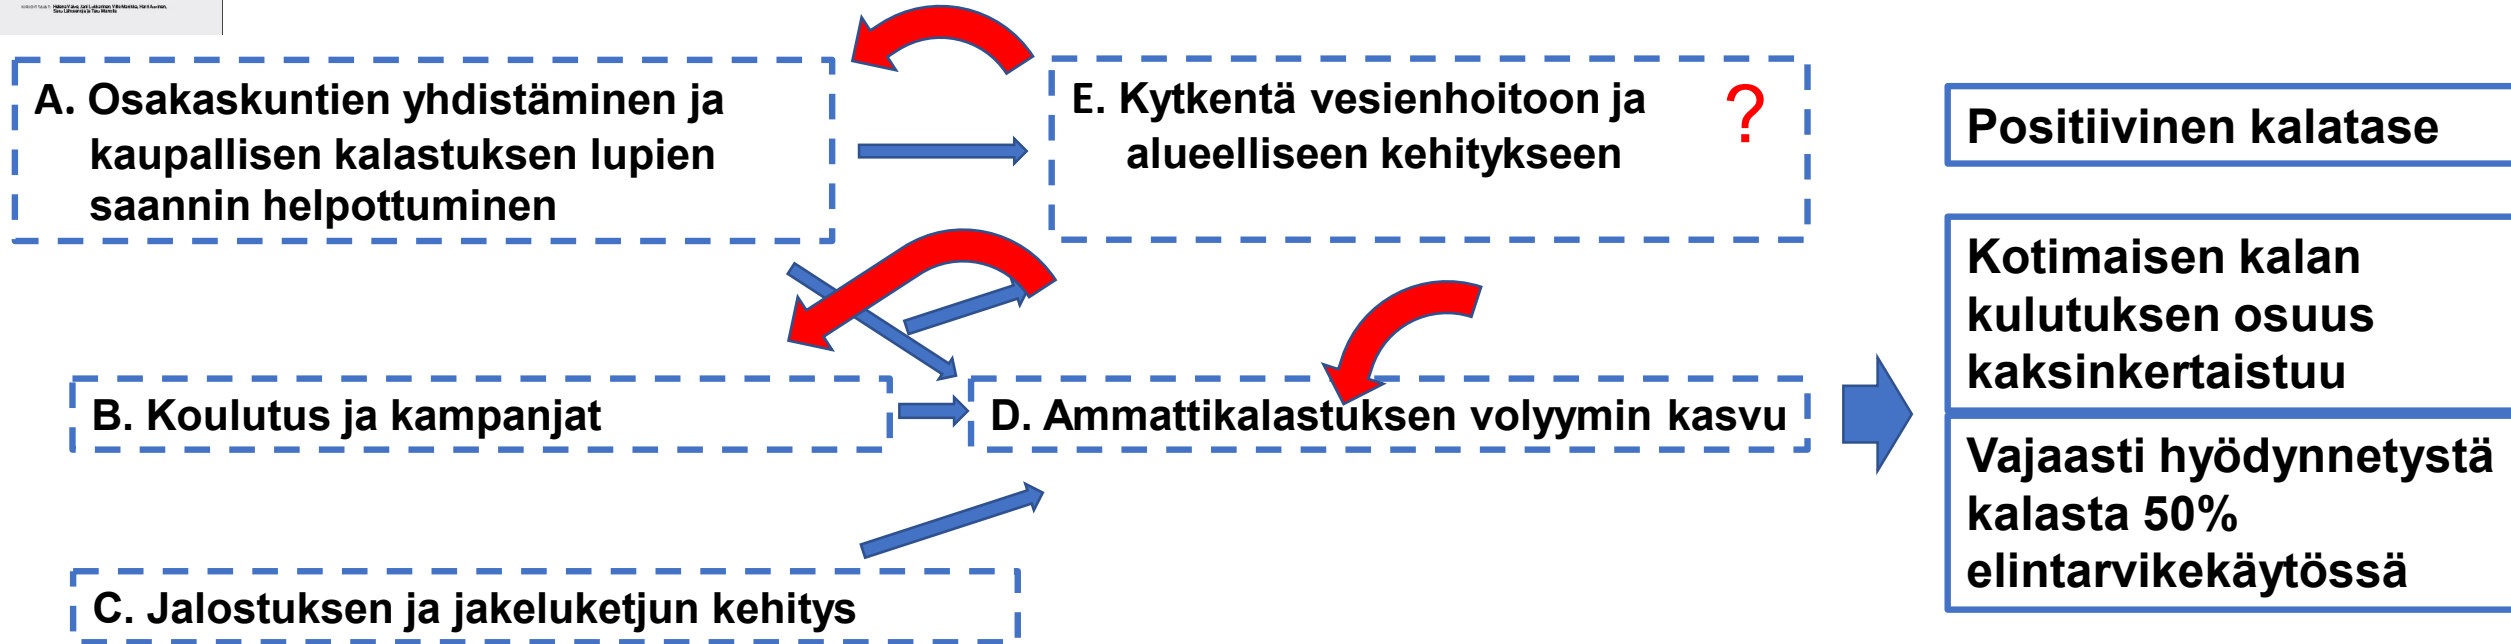 A. Osakaskuntien yhdistäminen ja
kaupallisen kalastuksen lupien
saannin helpottuminen
E. Kytkentä vesienhoitoon ja
alueelliseen kehitykseen
?
B. Koulutus ja kampanjat
D. Ammattikalastuksen volyymin kasvu
C. Jalostuksen ja jakeluketjun kehitys
Positiivinen kalatase
Kotimaisen kalan
kulutuksen osuus
kaksinkertaistuu
Vajaasti hyödynnetystä
kalasta 50%
elintarvikekäytössä